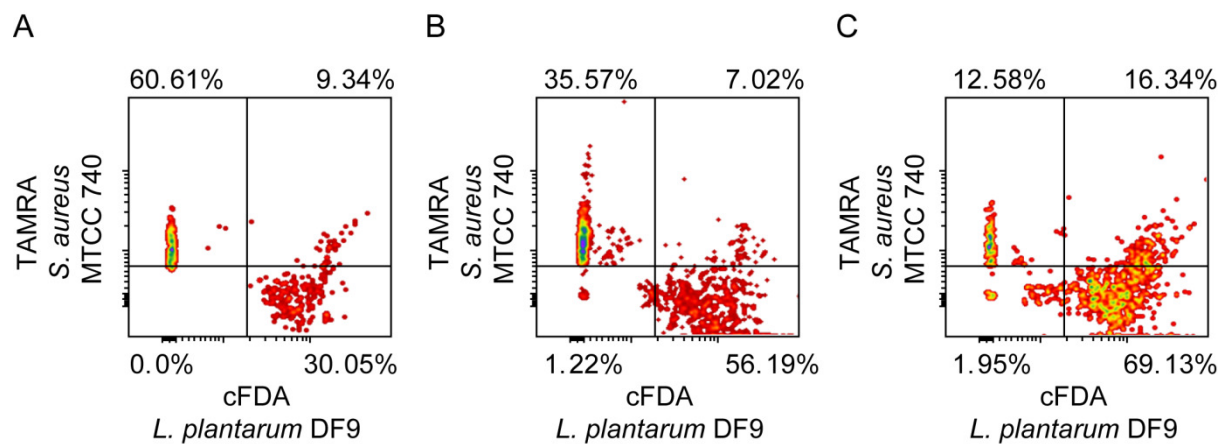 A
B
C
60.61%
9.34%
35.57%
7.02%
12.58%
16.34%
TAMRA
S. aureus
MTCC 740
TAMRA
S. aureus
MTCC 740
TAMRA
S. aureus
MTCC 740
0.0%
30.05%
1.22%
56.19%
1.95%
69.13%
cFDA
L. plantarum DF9
cFDA
L. plantarum DF9
cFDA
L. plantarum DF9